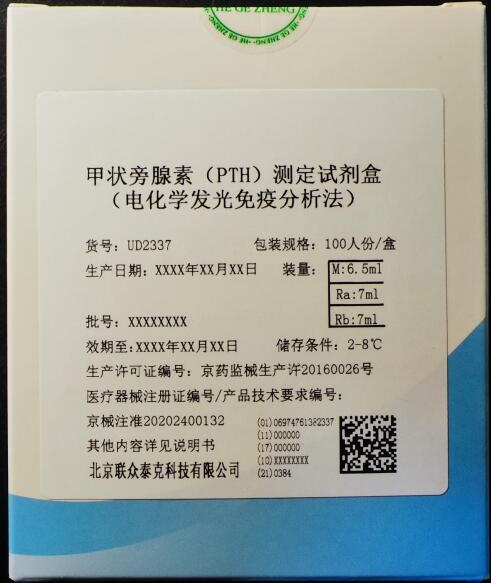 HE GE ZHENG
甲状旁腺素（PTH）测定试剂盒
（电化学发光免疫分析法）
货号：UD2337 包装规格：100人份/盒
生产日期：XXXX年XX月XX日 装量：M:6.5ml
Ra:7ml
批号：XXXXXXXX Rb:7ml
效期至:XXXX年XX月XX日 储存条件：2-8℃
生产许可证编号：京药监械生产许20160026号
医疗器械注册证编号/产品技术要求编号：
京械注准20202400132
其他内容详见说明书
北京联众泰克科技有限公司
(01)06974761382337
(11)000000
(17)000000
(10)XXXXXXXX
(21)0384